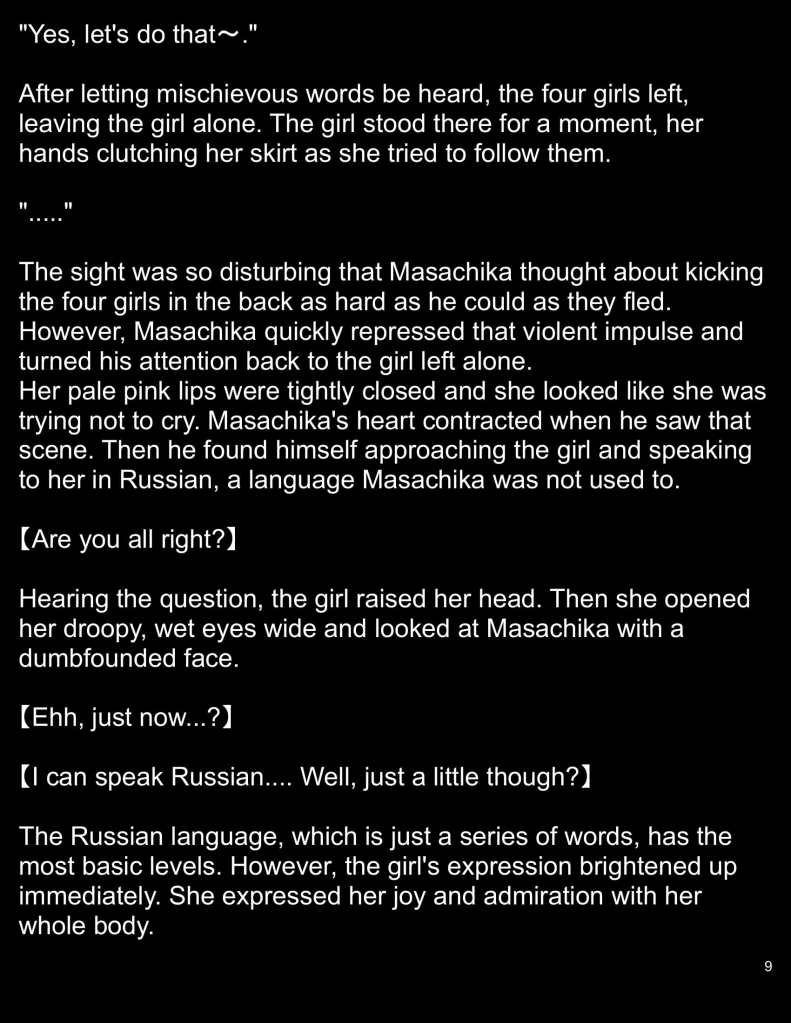 "Yes, let's do that〜."
After letting mischievous words be heard, the four girls left,
leaving the girl alone. The girl stood there for a moment, her
hands clutching her skirt as she tried to follow them.
"....."
The sight was so disturbing that Masachika thought about kicking
the four girls in the back as hard as he could as they fled.
However, Masachika quickly repressed that violent impulse and
turned his attention back to the girl left alone.
Her pale pink lips were tightly closed and she looked like she was
trying not to cry. Masachika's heart contracted when he saw that
scene. Then he found himself approaching the girl and speaking
to her in Russian, a language Masachika was not used to.
【Are you all right?】
Hearing the question, the girl raised her head. Then she opened
her droopy, wet eyes wide and looked at Masachika with a
dumbfounded face.
【Ehh, just now...?】
【I can speak Russian.... Well, just a little though?】
The Russian language, which is just a series of words, has the
most basic levels. However, the girl's expression brightened up
immediately. She expressed her joy and admiration with her
whole body.
9